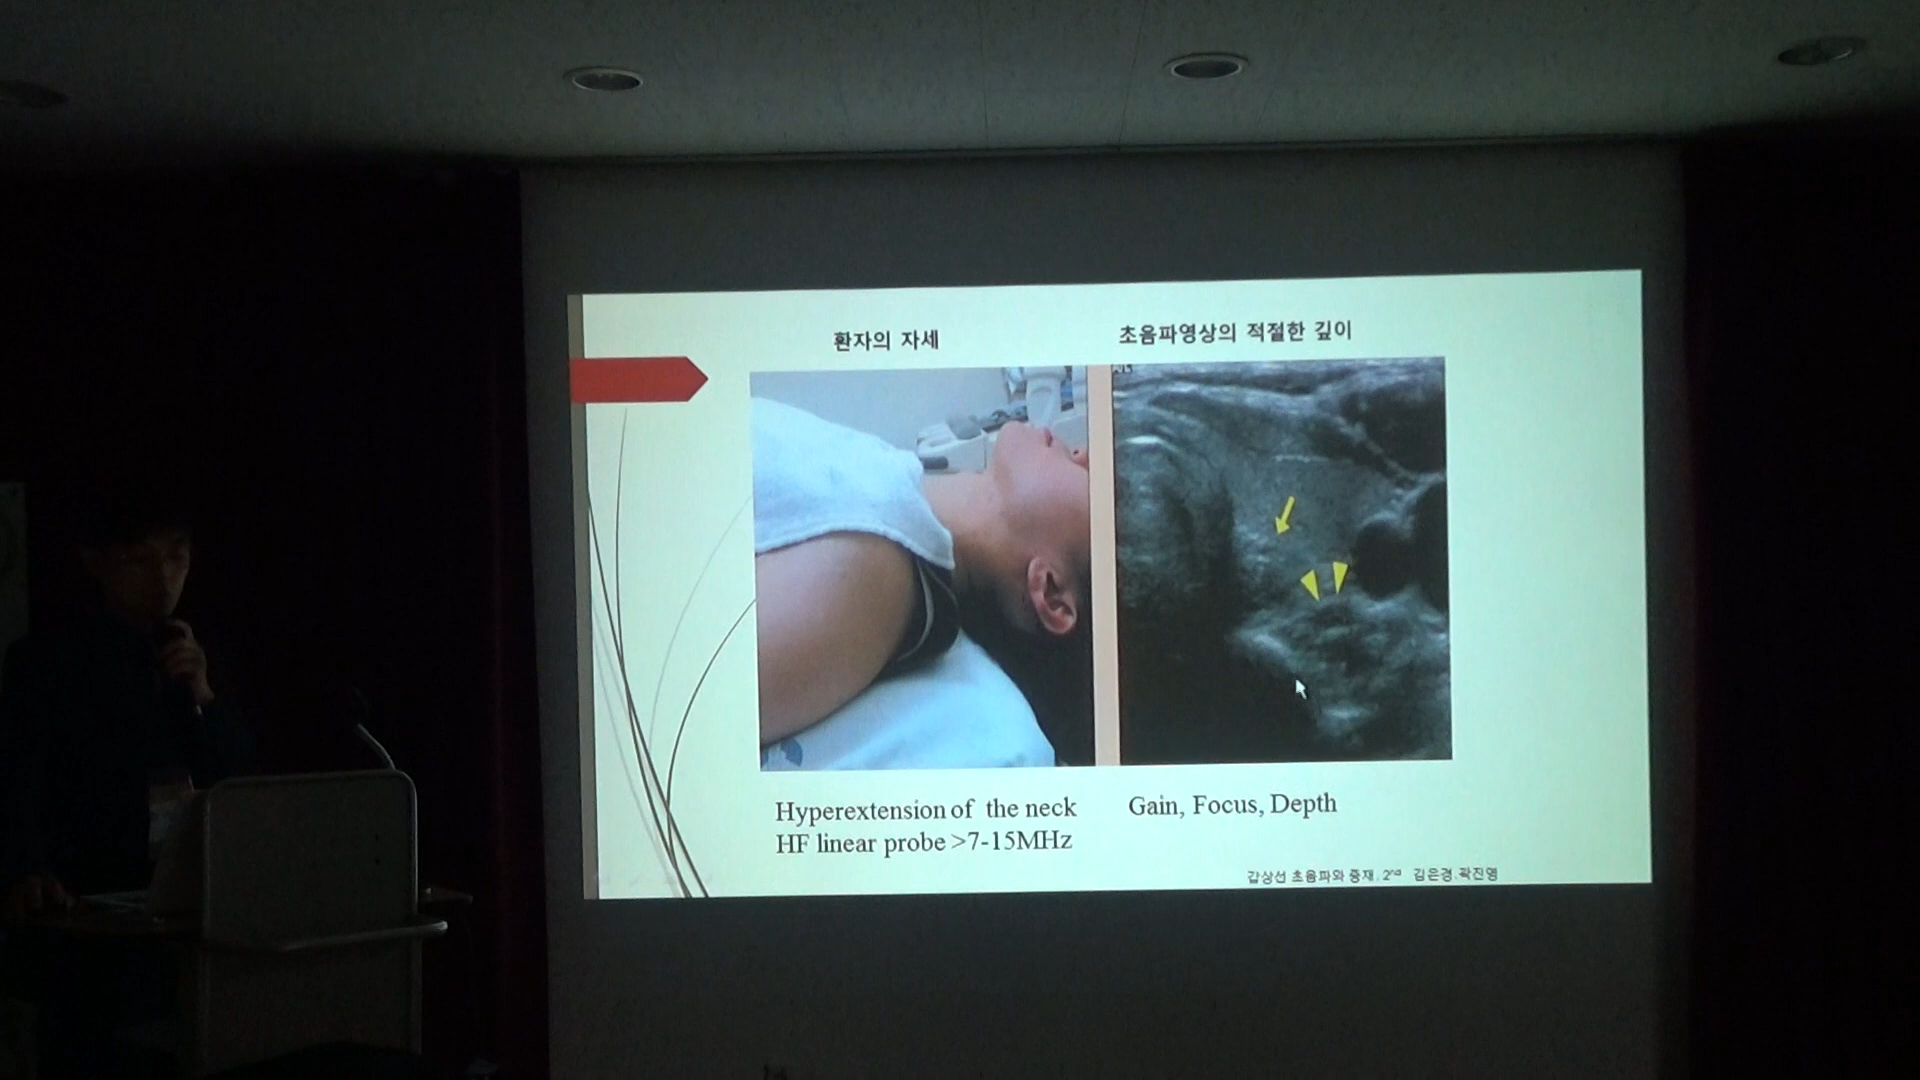 환자의 자세
초음파영상의 적절한 깊이
Hyperextension of the neck
HF linear probe >7-15MHz
Gain, Focus, Depth
갑상선 초음파와 중재. 2nd 김은경.곽진영